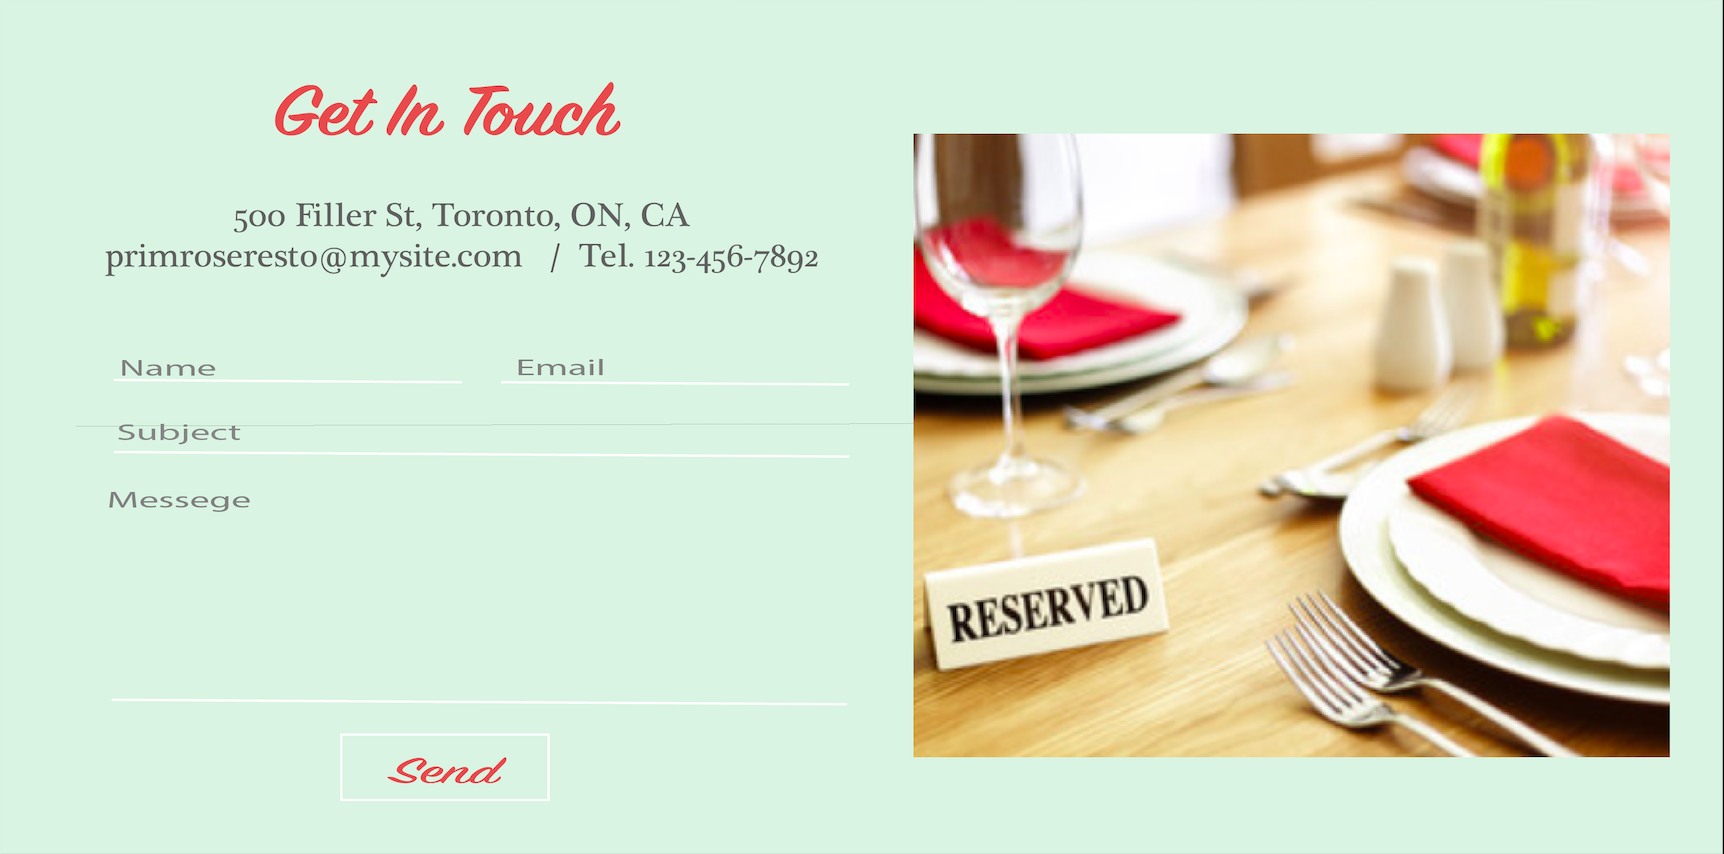 Get In Touch
500 Filler St, Toronto, ON, CA
primroseresto@mysite.com / Tel. 123-456-7892
Name
Email
Subject
Messege
Send
RESERVED